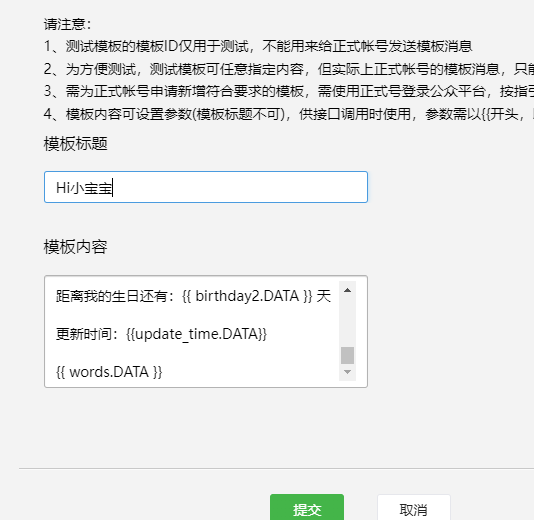 请注意：
1、测试模板的模板ID仅用于测试，不能用来给正式帐号发送模板消息
2、为方便测试，测试模板可任意指定内容，但实际上正式帐号的模板消息，只能
3、需为正式帐号申请新增符合要求的模板，需使用正式号登录公众平台，按指引
4、模板内容可设置参数(模板标题不可)，供接口调用时使用，参数需以{{开头，
模板标题
Hi小宝宝
模板内容
距离我的生日还有：{{ birthday2.DATA }} 天
更新时间：{{update_time.DATA}}
{{ words.DATA }}
提交 取消